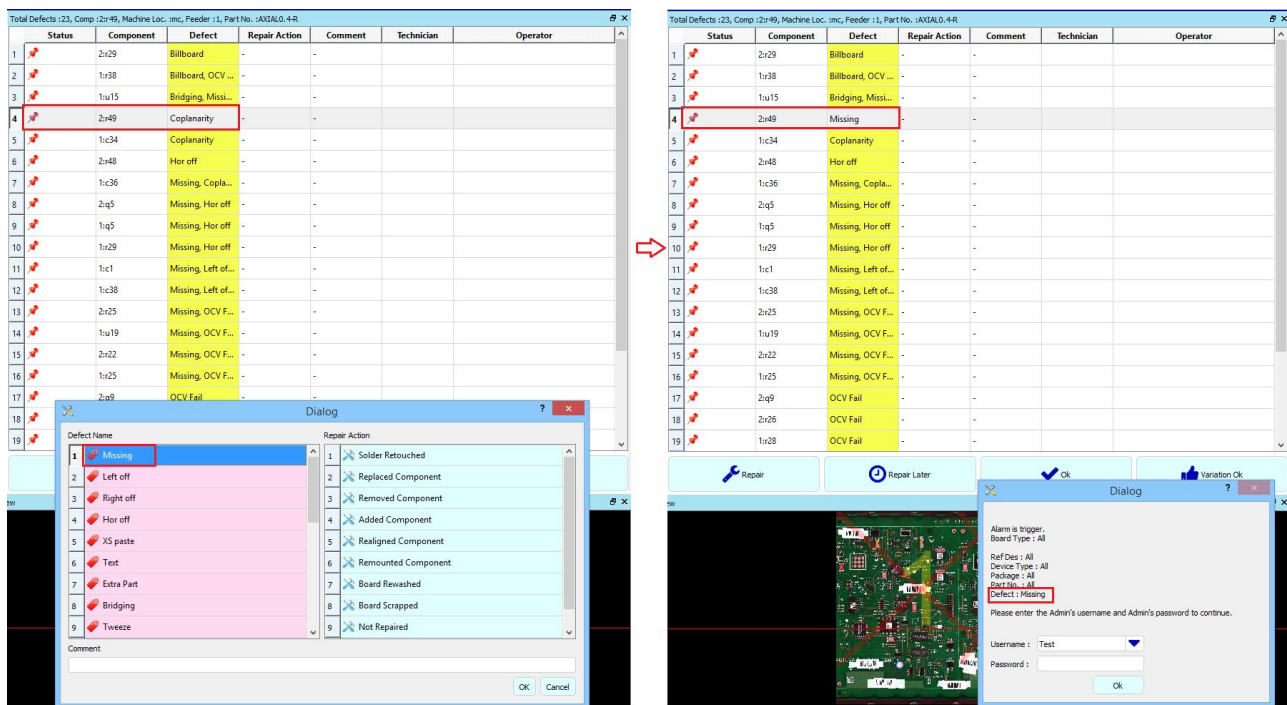 Total Defects :23, Comp :2:r49, Machine Loc. :mc, Feeder :1, Part No. :AXIAL0.4-R
Status Component Defect Repair Action Comment Technician Operator
1 2:r29 Billboard - -
2 1:r38 Billboard, OCV ... - -
3 1:u15 Bridging, Missi... - -
4 2:r49 Coplanarity - -
5 1:c34 Coplanarity - -
6 2:r48 Hor off - -
7 1:c36 Missing, Copla... - -
8 2:q5 Missing, Hor off - -
9 1:q5 Missing, Hor off - -
10 1:r29 Missing, Hor off - -
11 1:c1 Missing, Left of... - -
12 1:c38 Missing, Left of... - -
13 2:r25 Missing, OCV F... - -
14 1:u19 Missing, OCV F... - -
15 2:r22 Missing, OCV F... - -
16 1:r25 Missing, OCV F... - -
17 2:q9 OCV Fail
18
19
Dialog
Defect Name
1 Missing
2 Left off
3 Right off
4 Hor off
5 XS paste
6 Text
7 Extra Part
8 Bridging
9 Tweeze
Repair Action
1 Solder Retouched
2 Replaced Component
3 Removed Component
4 Added Component
5 Realigned Component
6 Remounted Component
7 Board Rewashed
8 Board Scrapped
9 Not Repaired
Comment
OK Cancel
ew
Total Defects :23, Comp :2:r49, Machine Loc. :mc, Feeder :1, Part No. :AXIAL0.4-R
Status Component Defect Repair Action Comment Technician Operator
1 2:r29 Billboard - - -
2 1:r38 Billboard, OCV ... - -
3 1:u15 Bridging, Missi... - -
4 2:r49 Missing - -
5 1:c34 Coplanarity - -
6 2:r48 Hor off - -
7 1:c36 Missing, Copla... - -
8 2:q5 Missing, Hor off - -
9 1:q5 Missing, Hor off - -
10 1:r29 Missing, Hor off - -
11 1:c1 Missing, Left of... - -
12 1:c38 Missing, Left of... - -
13 2:r25 Missing, OCV F... - -
14 1:u19 Missing, OCV F... - -
15 2:r22 Missing, OCV F... - -
16 1:r25 Missing, OCV F... - -
17 2:q9 OCV Fail - -
18 2:r26 OCV Fail - -
19 1:r28 OCV Fail - -
Repair Repair Later Ok Variation Ok
ew
Dialog
Alarm is trigger.
Board Type : All
Ref Des : All
Device Type : All
Package : All
Part No. : All
Defect : Missing
Please enter the Admin's username and Admin's password to continue.
Username : Test
Password :
Ok